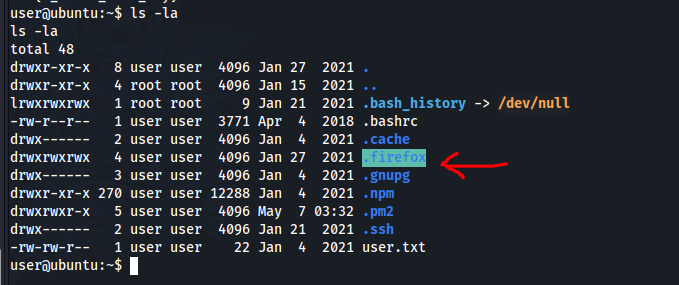 user@ubuntu:~$ ls -la
ls -la
total 48
drwxr-xr-x   8 user user  4096 Jan 27  2021 .
drwxr-xr-x   4 root root  4096 Jan 15  2021 ..
lrwxrwxrwx   1 root root     9 Jan 21  2021 .bash_history -> /dev/null
-rw-r--r--   1 user user  3771 Apr  4  2018 .bashrc
drwx------   2 user user  4096 Jan  4  2021 .cache
drwxrwxrwx   4 user user  4096 Jan 27  2021 .firefox
drwx------   3 user user  4096 Jan  4  2021 .gnupg
drwxr-xr-x 270 user user 12288 Jan  4  2021 .npm
drwxrwxr-x   5 user user  4096 May  7 03:32 .pm2
drwx------   2 user user  4096 Jan 21  2021 .ssh
-rw-rw-r--   1 user user    22 Jan  4  2021 user.txt
user@ubuntu:~$